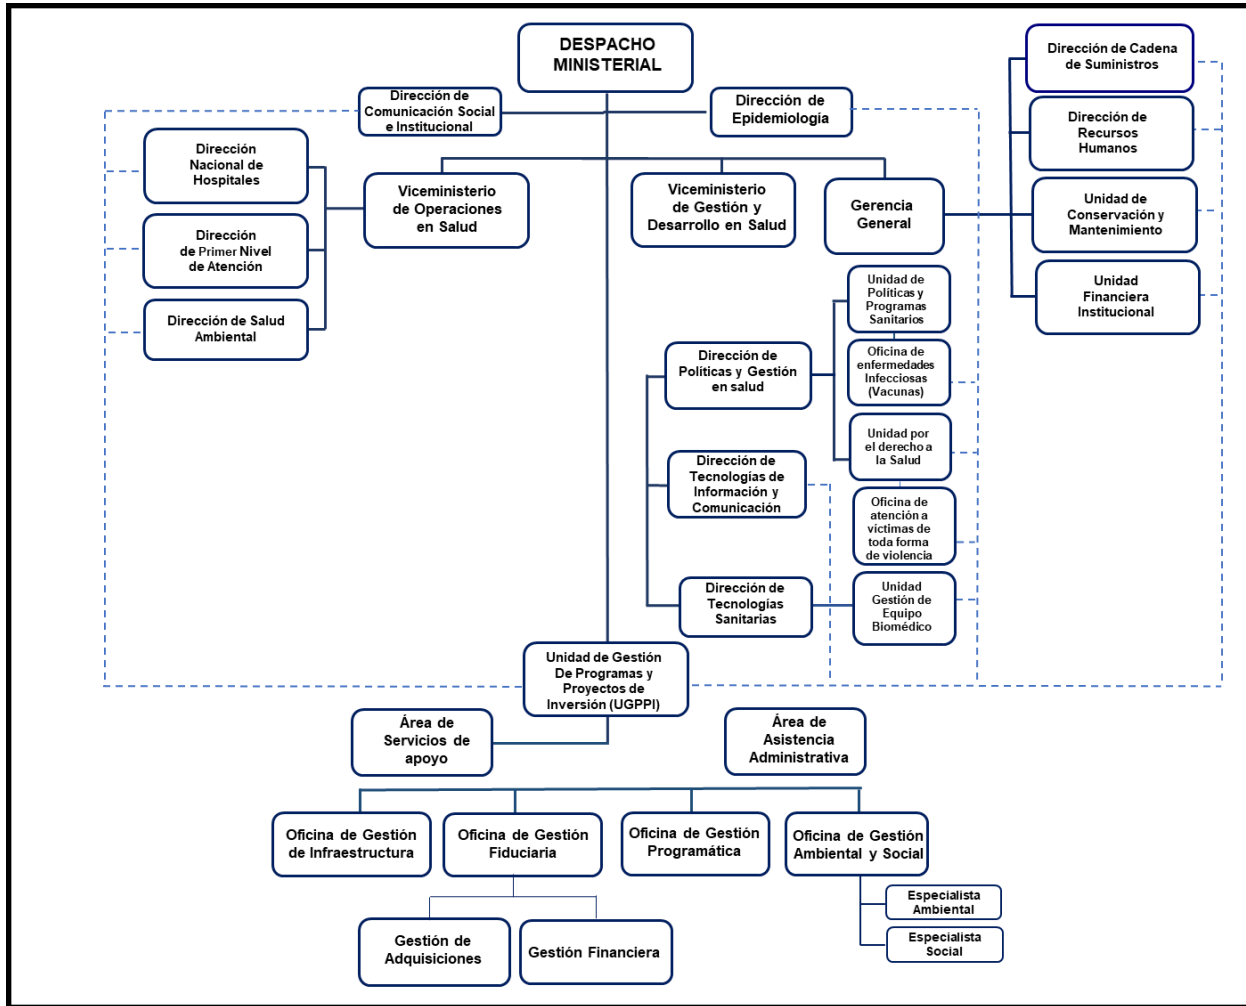 DESPACHO
MINISTERIAL
Dirección de
Comunicación Social
e Institucional
Dirección de
Epidemiología
Dirección de Cadena
de Suministros
Dirección de
Recursos
Humanos
Unidad de
Conservación y
Mantenimiento
Unidad
Financiera
Institucional
Dirección
Nacional de
Hospitales
Dirección
de Primer Nivel
de Atención
Dirección de Salud
Ambiental
Viceministerio
de Operaciones
en Salud
Viceministerio
de Gestión y
Desarrollo en Salud
Gerencia
General
Unidad de
Políticas y
Programas
Sanitarios
Oficina de
enfermedades
Infecciosas
(Vacunas)
Unidad por
el derecho a
la Salud
Oficina de
atención a
víctimas de
toda forma
de violencia
Unidad
Gestión de
Equipo
Biomédico
Dirección de
Políticas y Gestión
en salud
Dirección de
Tecnologías de
Información y
Comunicación
Dirección de
Tecnologías
Sanitarias
Unidad de Gestión
De Programas y
Proyectos de
Inversión (UGPPI)
Área de
Servicios de
apoyo
Área de
Asistencia
Administrativa
Oficina de Gestión
de Infraestructura
Oficina de Gestión
Fiduciaria
Oficina de Gestión
Programática
Oficina de Gestión
Ambiental y Social
Especialista
Ambiental
Especialista
Social
Gestión de
Adquisiciones
Gestión Financiera